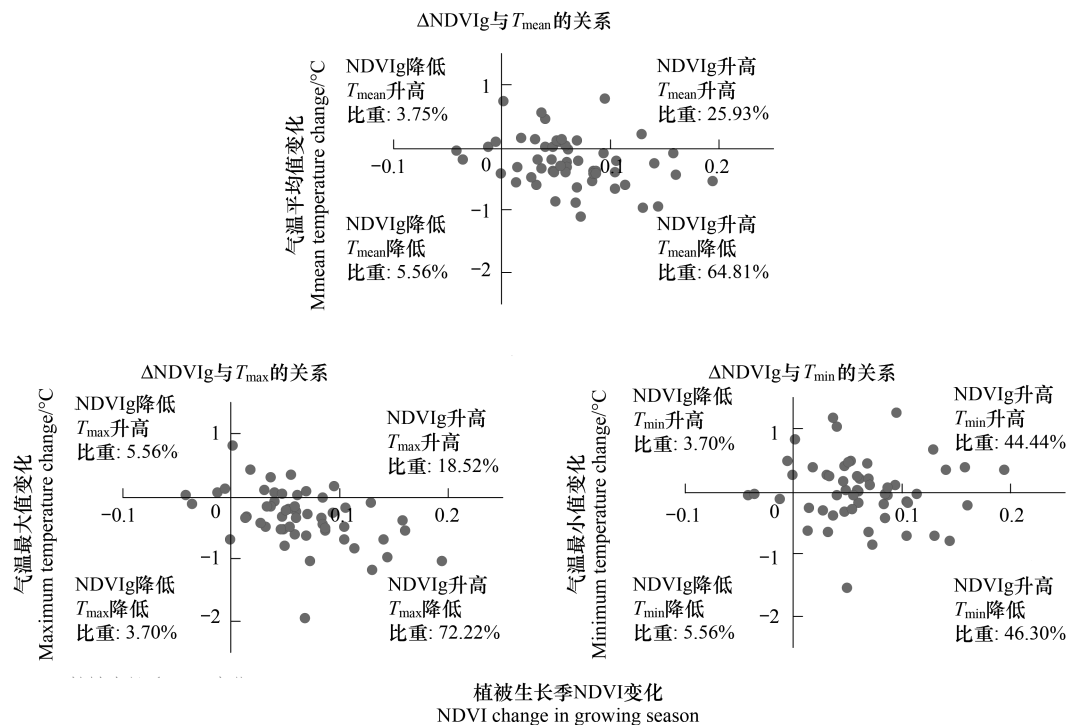 ΔNDVIg与Tmean的关系
NDVIg降低
Tmean升高
比重: 3.75%
NDVIg升高
Tmean升高
比重: 25.93%
1
−0.1
0
0.1
0.2
−1
−2
气温平均值变化
Mmean temperature change/°C
NDVIg降低
Tmean降低
比重: 5.56%
NDVIg升高
Tmean降低
比重: 64.81%
ΔNDVIg与Tmax的关系
NDVIg降低
Tmax升高
比重: 5.56%
NDVIg升高
Tmax升高
比重: 18.52%
1
−0.1
0
0.1
0.2
−1
−2
气温最大值变化
Maximum temperature change/°C
NDVIg降低
Tmax降低
比重: 3.70%
NDVIg升高
Tmax降低
比重: 72.22%
ΔNDVIg与Tmin的关系
NDVIg降低
Tmin升高
比重: 3.70%
NDVIg升高
Tmin升高
比重: 44.44%
1
−0.1
0
0.1
0.2
−1
−2
气温最小值变化
Minimum temperature change/°C
NDVIg降低
Tmin降低
比重: 5.56%
NDVIg升高
Tmin降低
比重: 46.30%
植被生长季NDVI变化
NDVI change in growing season